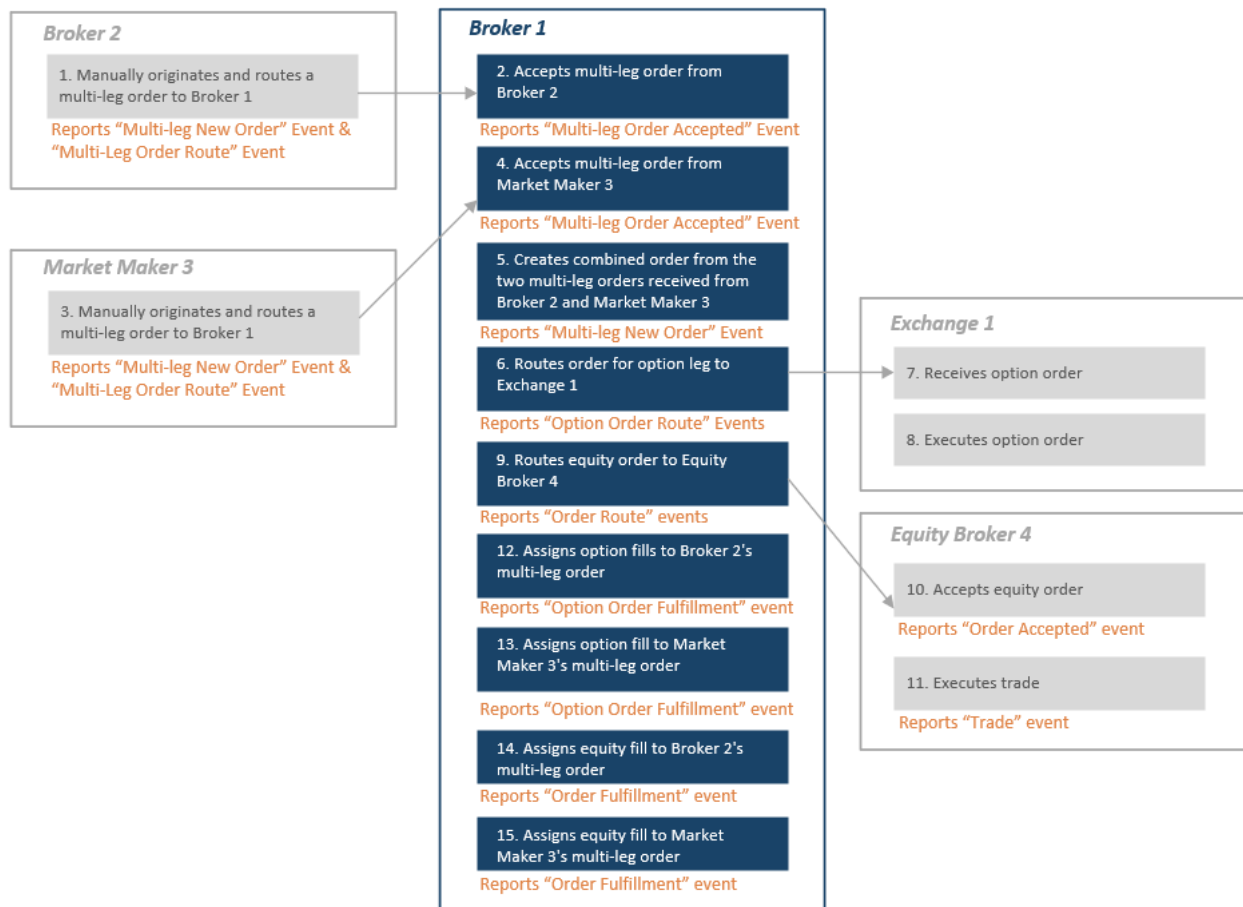 Broker 2
1. Manually originates and routes a
multi-leg order to Broker 1
Reports “Multi-leg New Order” Event &
“Multi-Leg Order Route” Event
Market Maker 3
3. Manually originates and routes a
multi-leg order to Broker 1
Reports “Multi-leg New Order” Event &
“Multi-Leg Order Route” Event
Broker 1
2. Accepts multi-leg order from
Broker 2
Reports “Multi-leg Order Accepted” Event
4. Accepts multi-leg order from
Market Maker 3
Reports “Multi-leg Order Accepted” Event
5. Creates combined order from the
two multi-leg orders received from
Broker 2 and Market Maker 3
Reports “Multi-leg New Order” Event
6. Routes order for option leg to
Exchange 1
Reports “Option Order Route” Events
9. Routes equity order to Equity
Broker 4
Reports “Order Route” events
12. Assigns option fills to Broker 2's
multi-leg order
Reports “Option Order Fulfillment” event
13. Assigns option fill to Market
Maker 3's multi-leg order
Reports “Option Order Fulfillment” event
14. Assigns equity fill to Broker 2's
multi-leg order
Reports “Order Fulfillment” event
15. Assigns equity fill to Market
Maker 3's multi-leg order
Reports “Order Fulfillment” event
Exchange 1
7. Receives option order
8. Executes option order
Equity Broker 4
10. Accepts equity order
Reports “Order Accepted” event
11. Executes trade
Reports “Trade” event